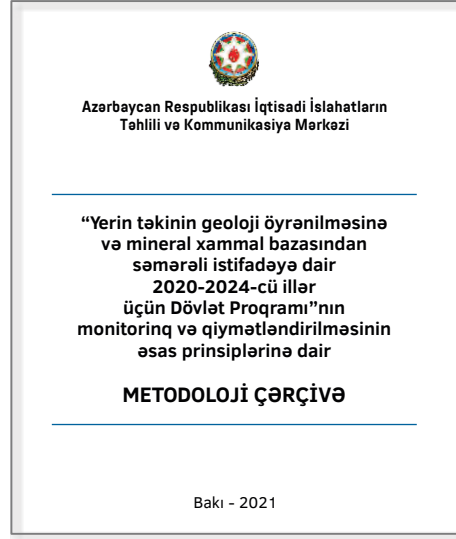 Azərbaycan Respublikası İqtisadi İslahatların
Təhlili və Kommunikasiya Mərkəzi
“Yerin təkinin geoloji öyrənilməsinə
və mineral xammal bazasından
səmərəli istifadəyə dair
2020-2024-cü illər
üçün Dövlət Proqramı”nın
monitorinq və qiymətləndirilməsinin
əsas prinsiplərinə dair
METODOLOJİ ÇƏRÇİVƏ
Bakı - 2021